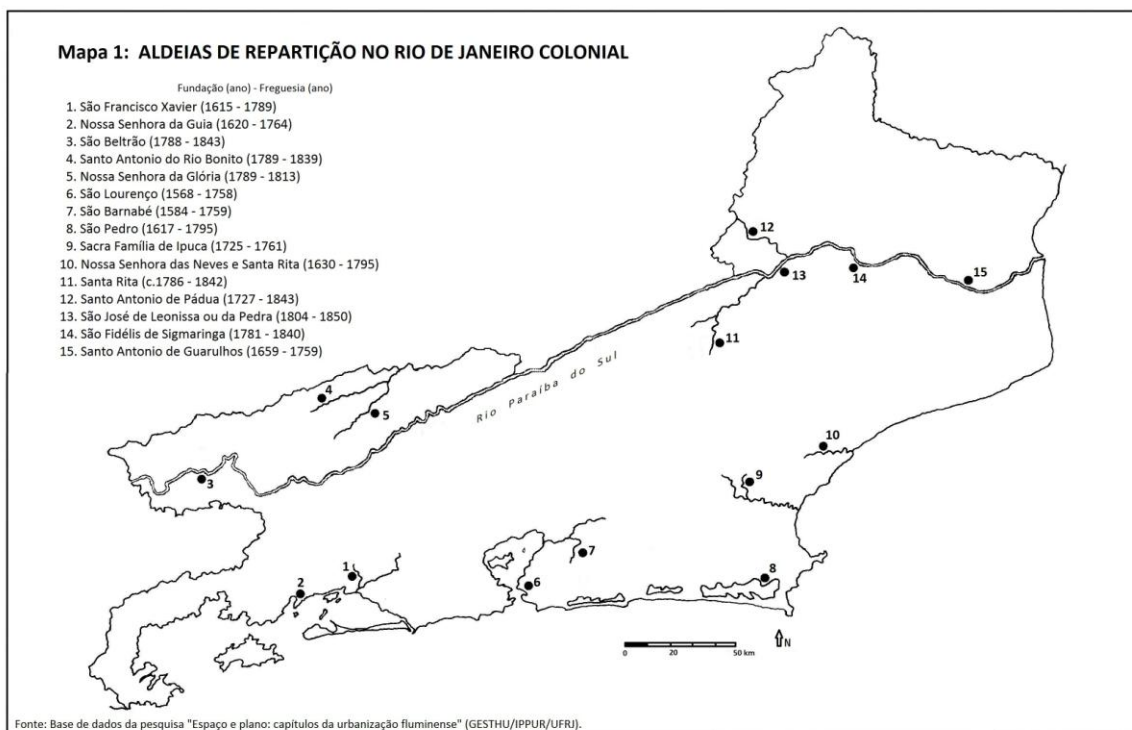 Mapa 1: ALDEIAS DE REPARTIÇÃO NO RIO DE JANEIRO COLONIAL
Fundação (ano) - Freguesia (ano)
1. São Francisco Xavier (1615 - 1789)
2. Nossa Senhora da Guia (1620 - 1764)
3. São Beltrão (1788 - 1843)
4. Santo Antonio do Rio Bonito (1789 - 1839)
5. Nossa Senhora da Glória (1789 - 1813)
6. São Lourenço (1568 - 1758)
7. São Barnabé (1584 - 1759)
8. São Pedro (1617 - 1795)
9. Sacra Família de Ipuca (1725 - 1761)
10. Nossa Senhora das Neves e Santa Rita (1630 - 1795)
11. Santa Rita (c.1786 - 1842)
12. Santo Antonio de Pádua (1727 - 1843)
13. São José de Leonissa ou da Pedra (1804 - 1850)
14. São Fidélis de Sigmaringa (1781 - 1840)
15. Santo Antonio de Guarulhos (1659 - 1759)
12
13
14
15
11
Rio Paraíba do Sul
4
5
10
3
9
7
1
2
6
8
N
0 20 50 km
Fonte: Base de dados da pesquisa "Espaço e plano: capítulos da urbanização fluminense" (GESTHU/IPPUR/UFRJ).